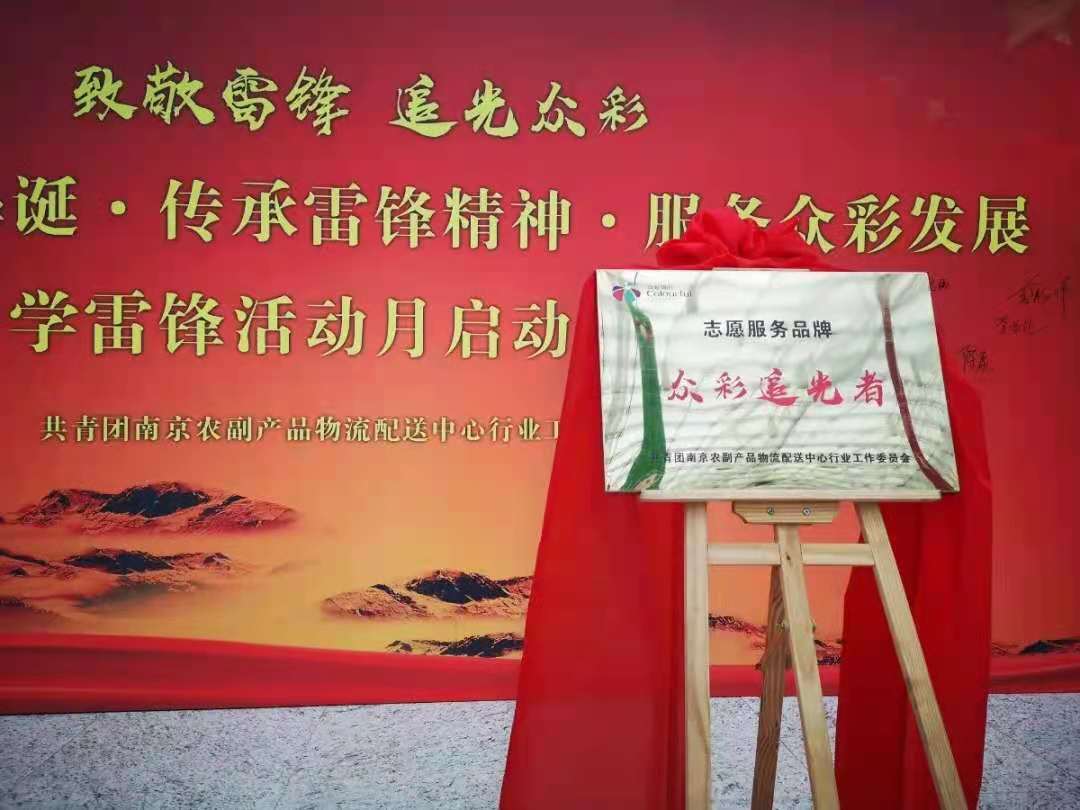 致敬雷锋 追光众彩
诞·传承雷锋精神·服务众彩发展
学雷锋活动月启动
共青团南京农副产品物流配送中心行业工
Colourful
志愿服务品牌
众彩追光者
共青团南京农副产品物流配送中心行业工作委员会